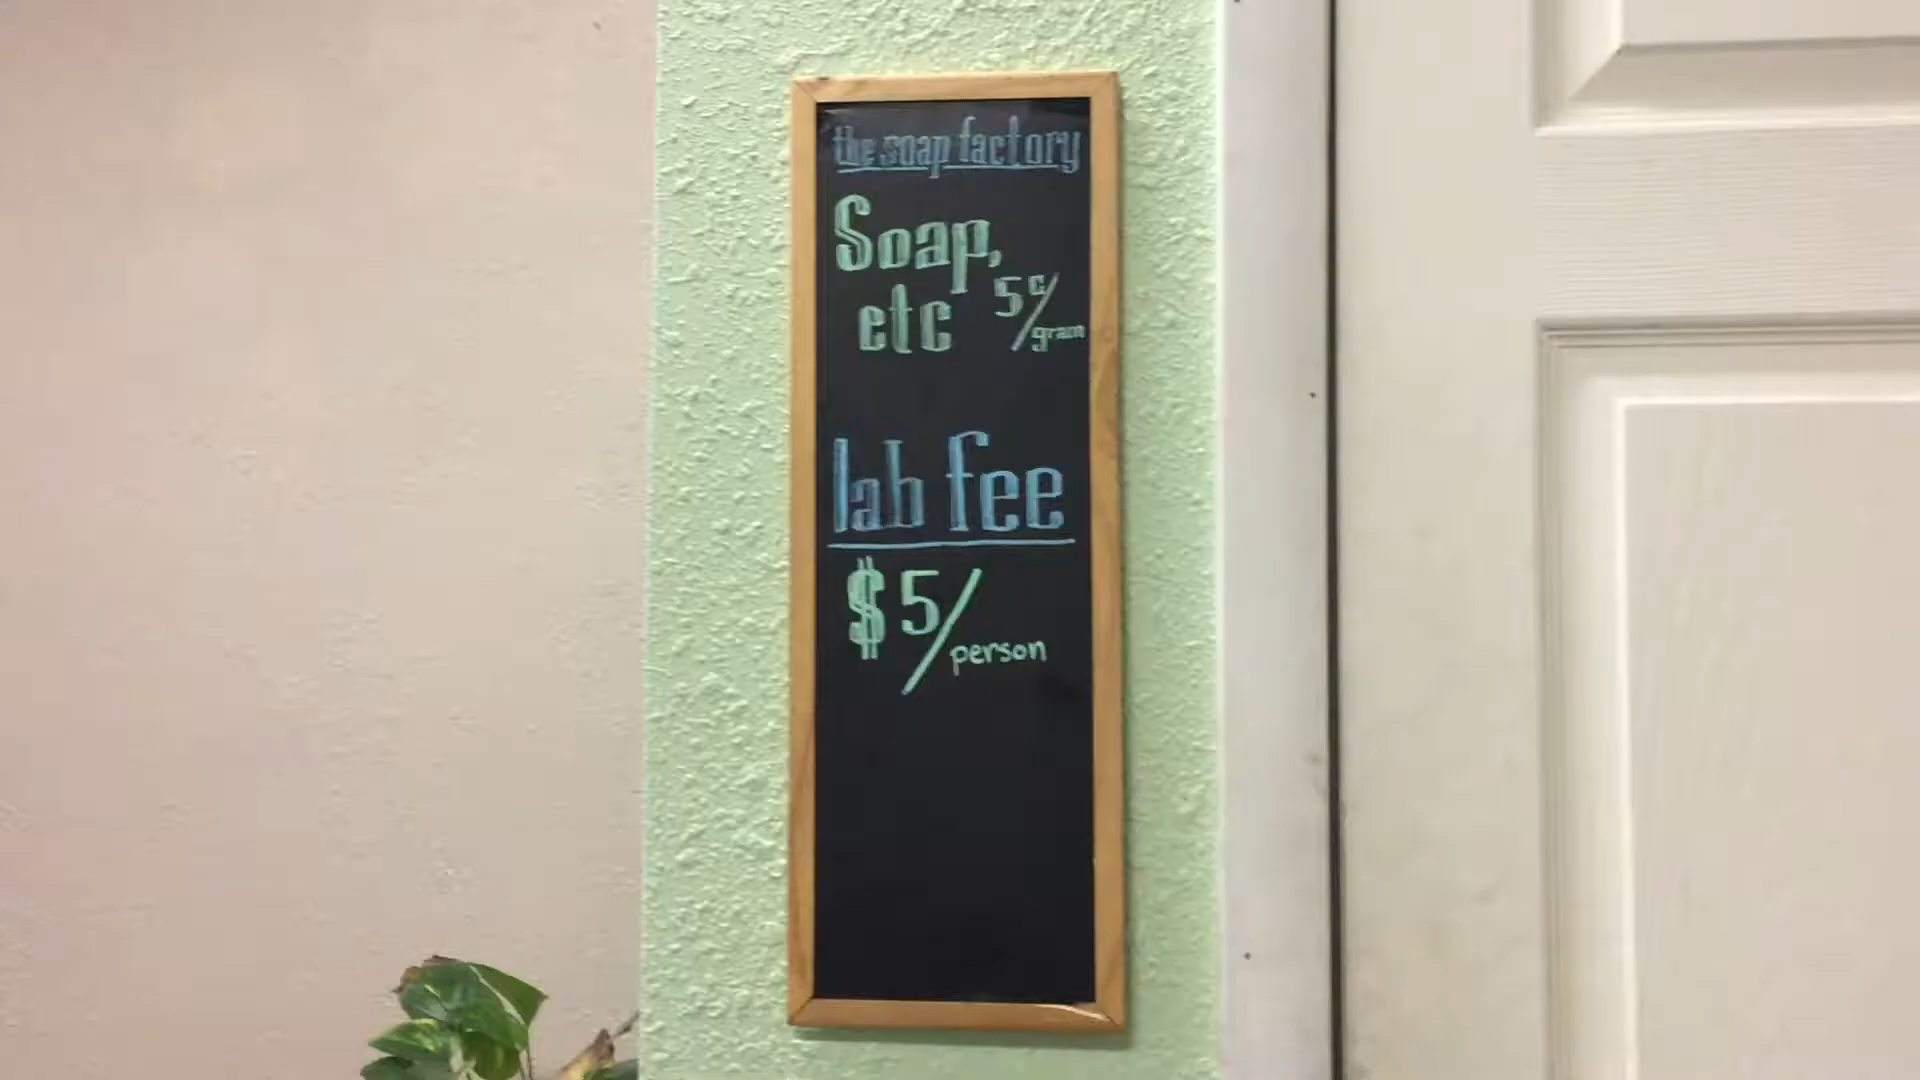 the soap factory
Soap,
etc 5¢/gram
lab fee
$5/person